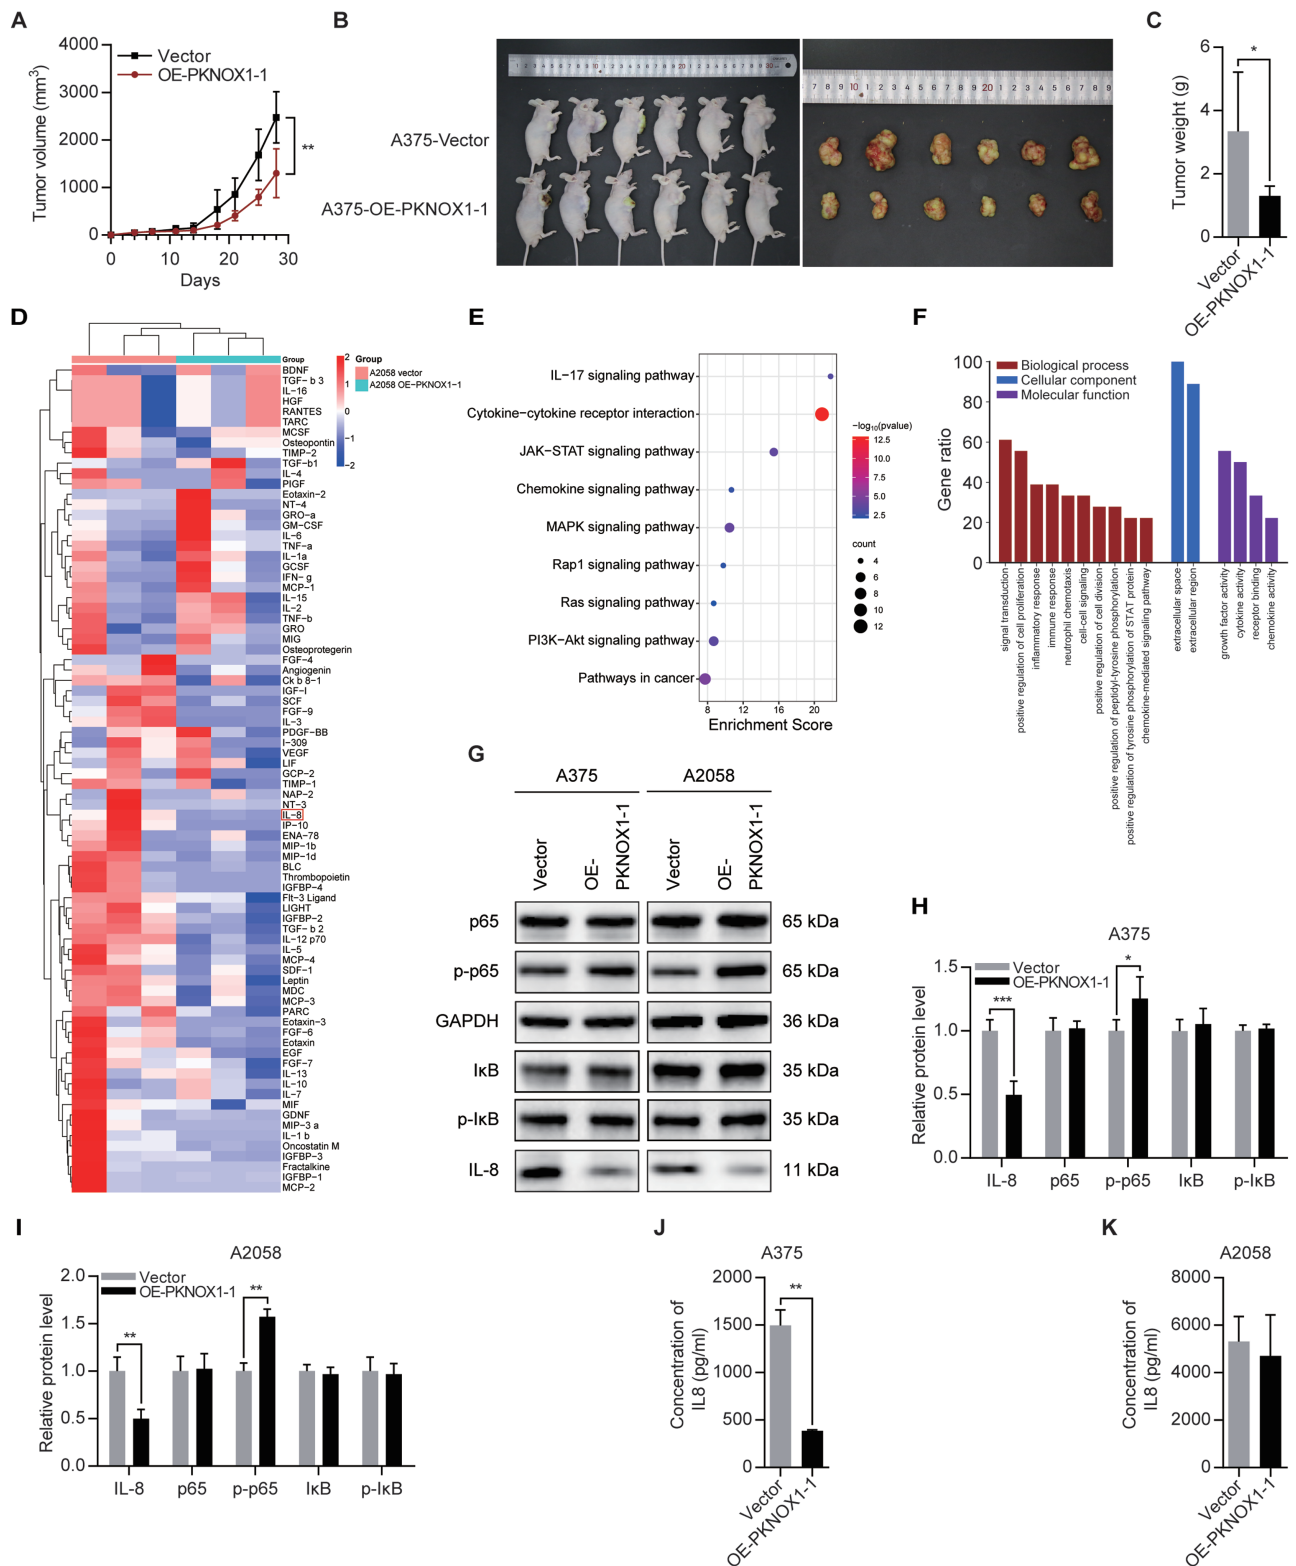 A
4000
3000
2000
1000
0
Tumor volume (mm³)
Vector
OE-PKNOX1-1
**
0 10 20 30
Days
B
A375-Vector
A375-OE-PKNOX1-1
C
6
4
2
0
Tumor weight (g)
*
Vector
OE-PKNOX1-1
D
Group
BDNF
TGF-b 3
IL-16
HGF
RANTES
TARC
MCSF
Osteopontin
TIMP-2
TGF-b1
IL-4
PIGF
Eotaxin-2
NT-4
GRO-a
GM-CSF
IL-6
TNF-a
IL-1a
GCSF
IFN-g
MCP-1
IL-15
IL-2
TNF-b
GRO
MIG
Osteoprotegerin
FGF-4
Angiogenin
Ck b 8-1
IGF-I
SCF
FGF-9
IL-3
PDGF-BB
I-309
VEGF
LIF
GCP-2
TIMP-1
NAP-2
NT-3
IL-8
IP-10
ENA-78
MIP-1b
MIP-1d
BLC
Thrombopoietin
IGFBP-4
Flt-3 Ligand
LIGHT
IGFBP-2
TGF-b 2
IL-12 p70
IL-5
MCP-4
SDF-1
Leptin
MDC
MCP-3
PARC
Eotaxin-3
FGF-6
Eotaxin
EGF
FGF-7
IL-13
IL-10
IL-7
MIF
GDNF
MIP-3 a
IL-1 b
Oncostatin M
IGFBP-3
Fractalkine
IGFBP-1
MCP-2
2
1
0
-1
-2
Group
A2058 vector
A2058 OE-PKNOX1-1
E
IL-17 signaling pathway
Cytokine-cytokine receptor interaction
JAK-STAT signaling pathway
Chemokine signaling pathway
MAPK signaling pathway
Rap1 signaling pathway
Ras signaling pathway
PI3K-Akt signaling pathway
Pathways in cancer
8 12 16 20
Enrichment Score
-log10(pvalue)
12.5
10.0
7.5
5.0
2.5
count
4
6
8
10
12
F
100
80
60
40
20
0
Gene ratio
Biological process
Cellular component
Molecular function
signal transduction
positive regulation of cell proliferation
inflammatory response
immune response
neutrophil chemotaxis
cell-cell signaling
positive regulation of cell division
positive regulation of peptidyl-tyrosine phosphorylation
positive regulation of tyrosine phosphorylation of STAT protein
chemokine-mediated signaling pathway
extracellular space
extracellular region
growth factor activity
cytokine activity
receptor binding
chemokine activity
G
A375 A2058
Vector
OE-
PKNOX1-1
Vector
OE-
PKNOX1-1
p65 65 kDa
p-p65 65 kDa
GAPDH 36 kDa
IκB 35 kDa
p-IκB 35 kDa
IL-8 11 kDa
H
A375
1.5
1.0
0.5
0.0
Relative protein level
Vector
OE-PKNOX1-1
***
*
IL-8 p65 p-p65 IκB p-IκB
I
A2058
2.0
1.5
1.0
0.5
0.0
Relative protein level
Vector
OE-PKNOX1-1
**
**
IL-8 p65 p-p65 IκB p-IκB
J
A375
2000
1500
1000
500
0
Concentration of
IL8 (pg/ml)
**
Vector
OE-PKNOX1-1
K
A2058
8000
6000
4000
2000
0
Concentration of
IL8 (pg/ml)
Vector
OE-PKNOX1-1